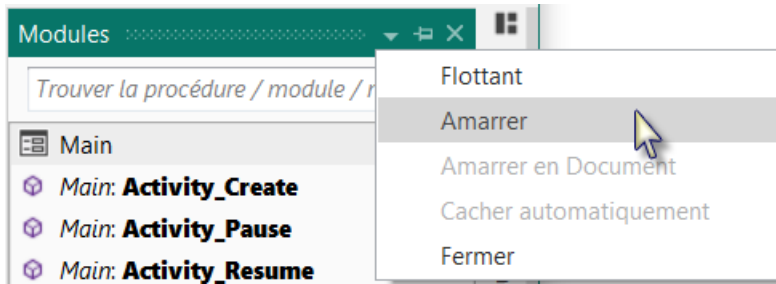 Modules
Trouver la procédure / module /
Main
Main: Activity_Create
Main: Activity_Pause
Main: Activity_Resume
Flottant
Amarrer
Amarrer en Document
Cacher automatiquement
Fermer